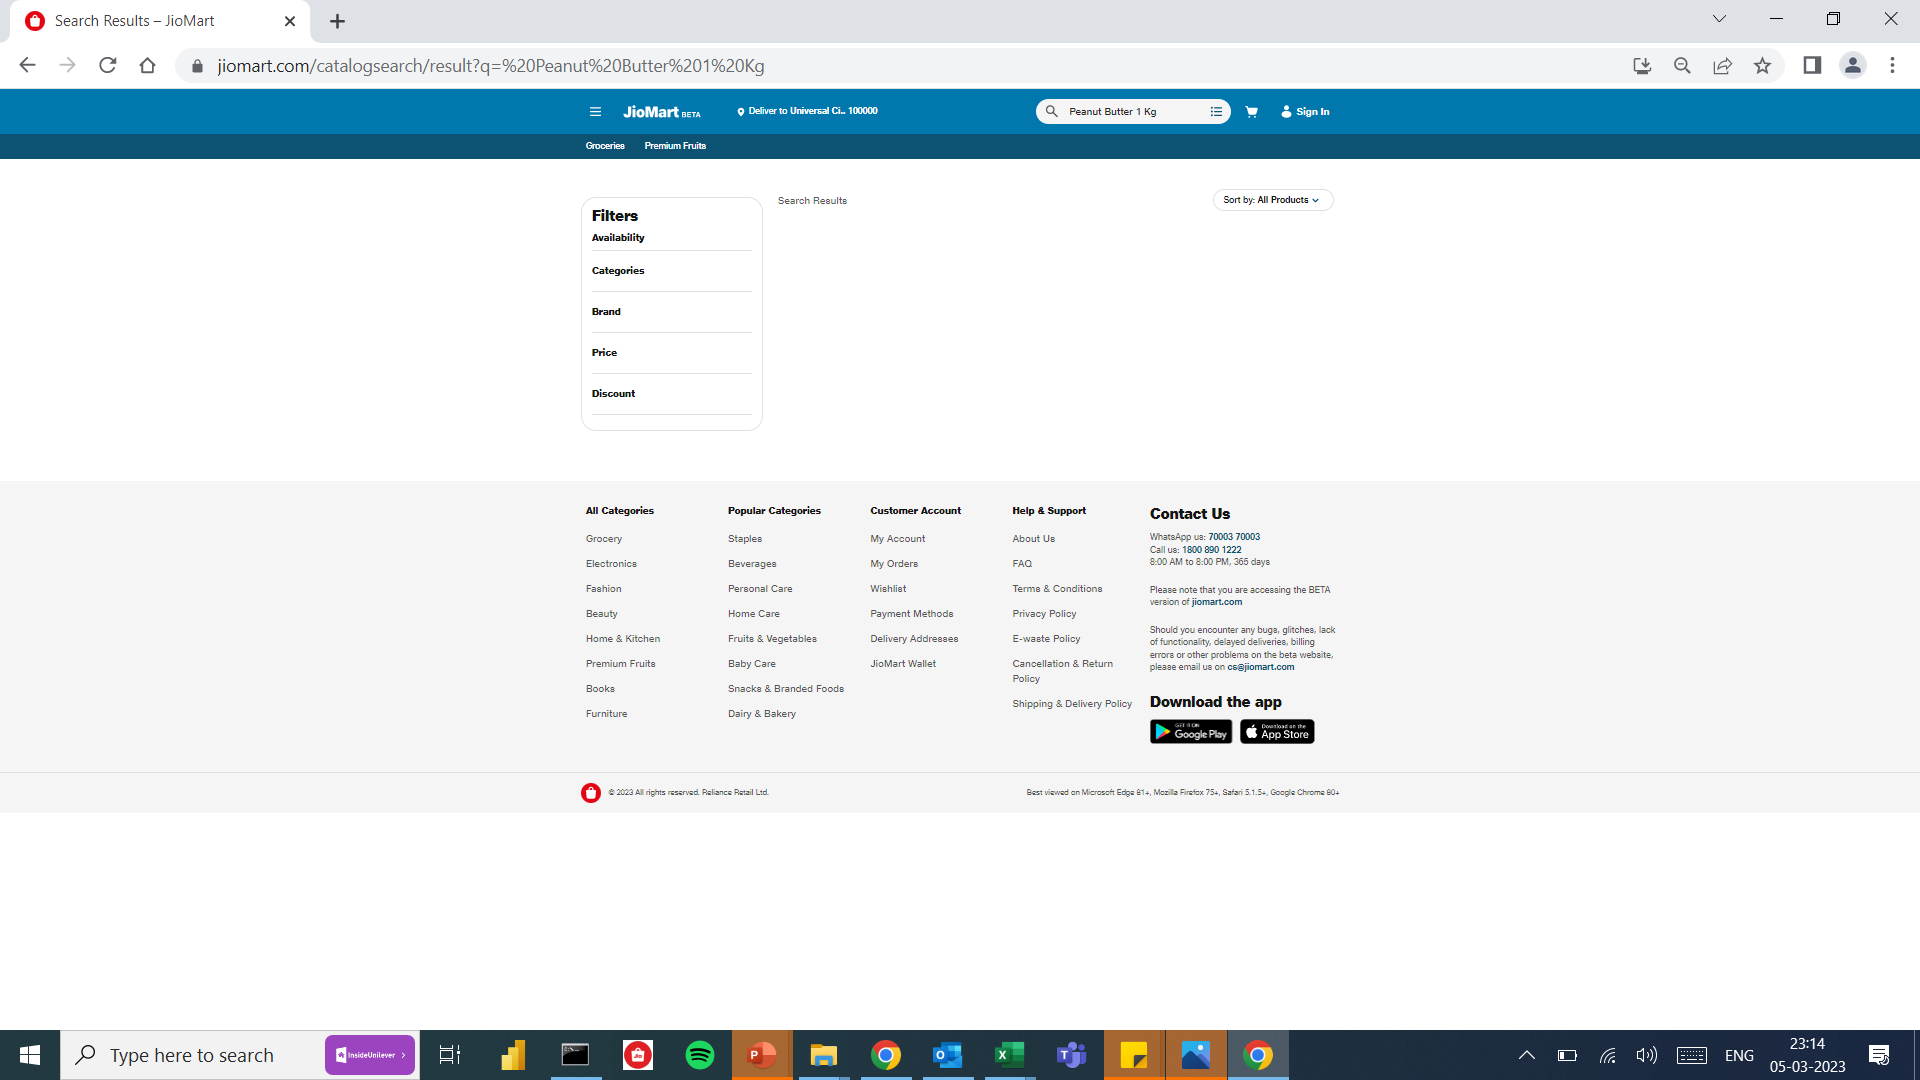 Search Results – JioMart
jiomart.com/catalogsearch/result?q=%20Peanut%20Butter%201%20Kg
JioMart BETA
Deliver to Universal Ci... 100000
Peanut Butter 1 Kg
Sign In
Groceries
Premium Fruits
Filters
Availability
Categories
Brand
Price
Discount
Search Results
Sort by: All Products
All Categories
Grocery
Electronics
Fashion
Beauty
Home & Kitchen
Premium Fruits
Books
Furniture
Popular Categories
Staples
Beverages
Personal Care
Home Care
Fruits & Vegetables
Baby Care
Snacks & Branded Foods
Dairy & Bakery
Customer Account
My Account
My Orders
Wishlist
Payment Methods
Delivery Addresses
JioMart Wallet
Help & Support
About Us
FAQ
Terms & Conditions
Privacy Policy
E-waste Policy
Cancellation & Return
Policy
Shipping & Delivery Policy
Contact Us
WhatsApp us: 70003 70003
Call us: 1800 890 1222
8:00 AM to 8:00 PM, 365 days
Please note that you are accessing the BETA
version of jiomart.com
Should you encounter any bugs, glitches, lack
of functionality, delayed deliveries, billing
errors or other problems on the beta website,
please email us on cs@jiomart.com
Download the app
GET IT ON
Google Play
Download on the
App Store
© 2023 All rights reserved. Reliance Retail Ltd.
Best viewed on Microsoft Edge 81+, Mozilla Firefox 75+, Safari 5.1.5+, Google Chrome 80+
Type here to search
InsideUnilever
ENG
23:14
05-03-2023